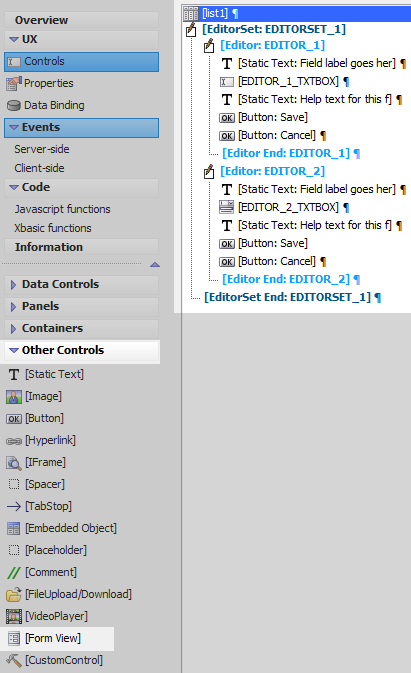 Overview
UX
Controls
Properties
Data Binding
Events
Server-side
Client-side
Code
Javascript functions
Xbasic functions
Information
Data Controls
Panels
Containers
Other Controls
[Static Text]
[Image]
[Button]
[Hyperlink]
[IFrame]
[Spacer]
[TabStop]
[Embedded Object]
[Placeholder]
[Comment]
[FileUpload/Download]
[VideoPlayer]
[Form View]
[CustomControl]
[list1] ¶
[EditorSet: EDITORSET_1] ¶
[Editor: EDITOR_1] ¶
T [Static Text: Field label goes her] ¶
[EDITOR_1_TXTBOX] ¶
T [Static Text: Help text for this f] ¶
OK [Button: Save] ¶
OK [Button: Cancel] ¶
[Editor End: EDITOR_1] ¶
[Editor: EDITOR_2] ¶
T [Static Text: Field label goes her] ¶
[EDITOR_2_TXTBOX] ¶
T [Static Text: Help text for this f] ¶
OK [Button: Save] ¶
OK [Button: Cancel] ¶
[Editor End: EDITOR_2] ¶
[EditorSet End: EDITORSET_1] ¶